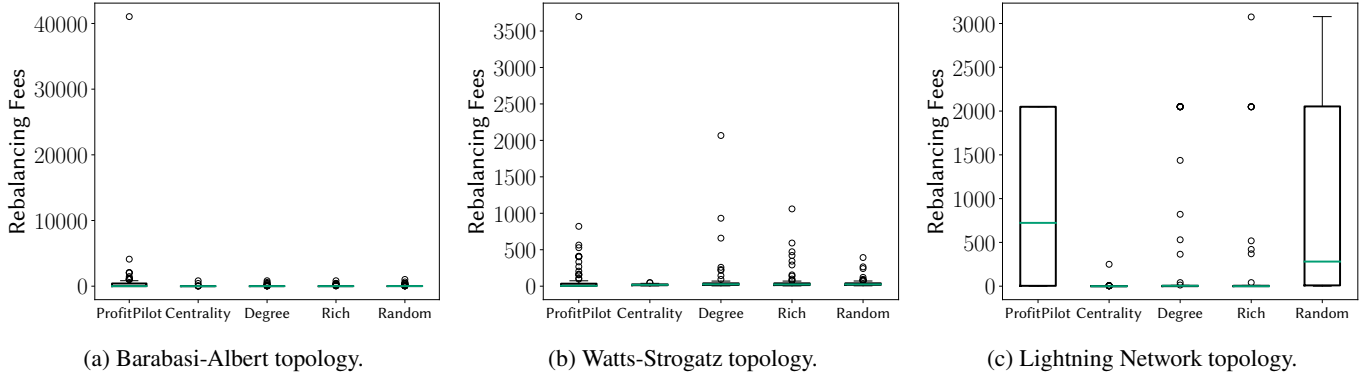 Rebalancing Fees
40000
30000
20000
10000
0
ProfitPilot Centrality Degree Rich Random
(a) Barabasi-Albert topology.
Rebalancing Fees
3500
3000
2500
2000
1500
1000
500
0
ProfitPilot Centrality Degree Rich Random
(b) Watts-Strogatz topology.
Rebalancing Fees
3000
2500
2000
1500
1000
500
0
ProfitPilot Centrality Degree Rich Random
(c) Lightning Network topology.